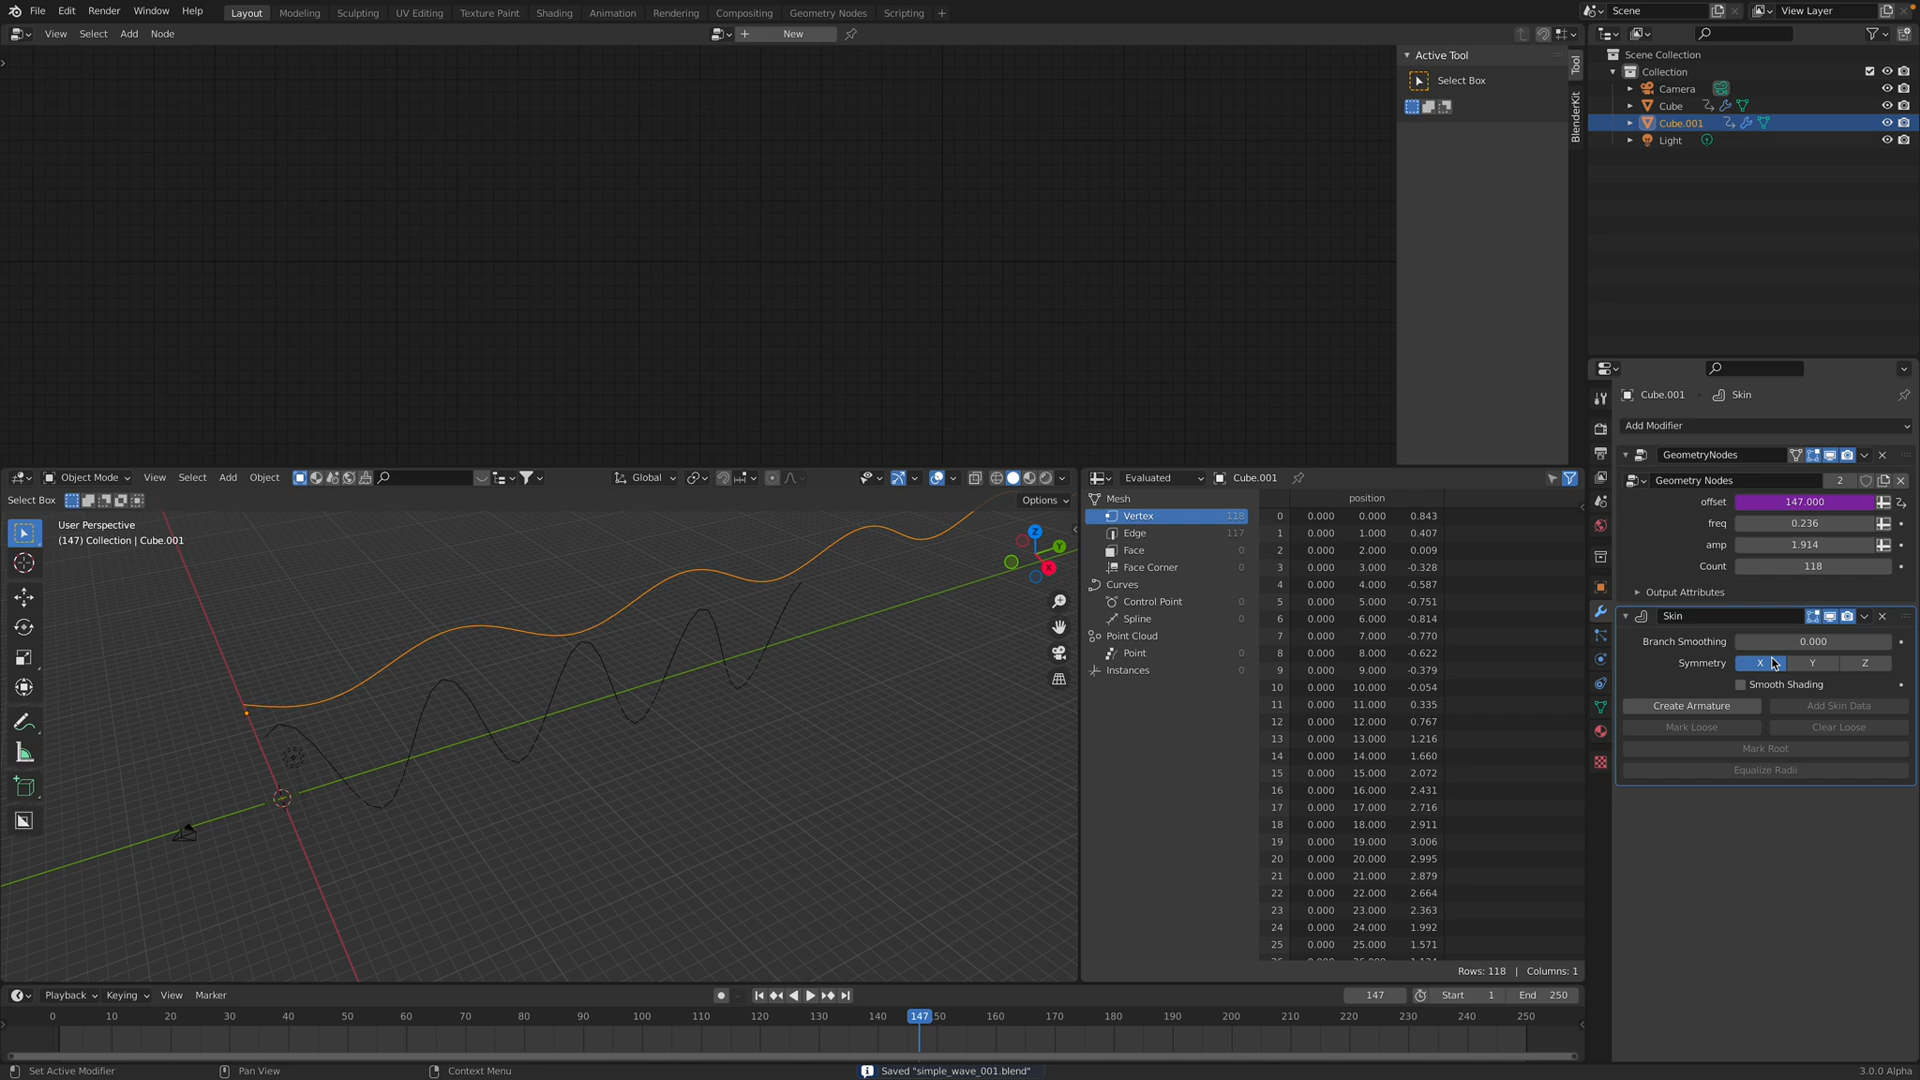 File Edit Render Window Help Layout Modeling Sculpting UV Editing Texture Paint Shading Animation Rendering Compositing Geometry Nodes Scripting + Scene View Layer
View Select Add Node New
Active Tool
Select Box
Tool
BlenderKit
Scene Collection
Collection
Camera
Cube
Cube.001
Light
Cube.001 Skin
Add Modifier
GeometryNodes
Geometry Nodes 2
offset 147.000
freq 0.236
amp 1.914
Count 118
Output Attributes
Skin
Branch Smoothing 0.000
Symmetry X Y Z
Smooth Shading
Create Armature Add Skin Data
Mark Loose Clear Loose
Mark Root
Equalize Radii
Object Mode View Select Add Object Global
Select Box Options
User Perspective
(147) Collection | Cube.001
Z
Y
X
Evaluated Cube.001
Mesh
Vertex 118
Edge 117
Face 0
Face Corner 0
Curves
Control Point 0
Spline 0
Point Cloud
Point 0
Instances 0
position
0 0.000 0.000 0.843
1 0.000 1.000 0.407
2 0.000 2.000 0.009
3 0.000 3.000 -0.328
4 0.000 4.000 -0.587
5 0.000 5.000 -0.751
6 0.000 6.000 -0.814
7 0.000 7.000 -0.770
8 0.000 8.000 -0.622
9 0.000 9.000 -0.379
10 0.000 10.000 -0.054
11 0.000 11.000 0.335
12 0.000 12.000 0.767
13 0.000 13.000 1.216
14 0.000 14.000 1.660
15 0.000 15.000 2.072
16 0.000 16.000 2.431
17 0.000 17.000 2.716
18 0.000 18.000 2.911
19 0.000 19.000 3.006
20 0.000 20.000 2.995
21 0.000 21.000 2.879
22 0.000 22.000 2.664
23 0.000 23.000 2.363
24 0.000 24.000 1.992
25 0.000 25.000 1.571
Rows: 118 | Columns: 1
Playback Keying View Marker 147 Start 1 End 250
0 10 20 30 40 50 60 70 80 90 100 110 120 130 140 147 50 160 170 180 190 200 210 220 230 240 250
Set Active Modifier Pan View Context Menu Saved "simple_wave_001.blend" 3.0.0 Alpha